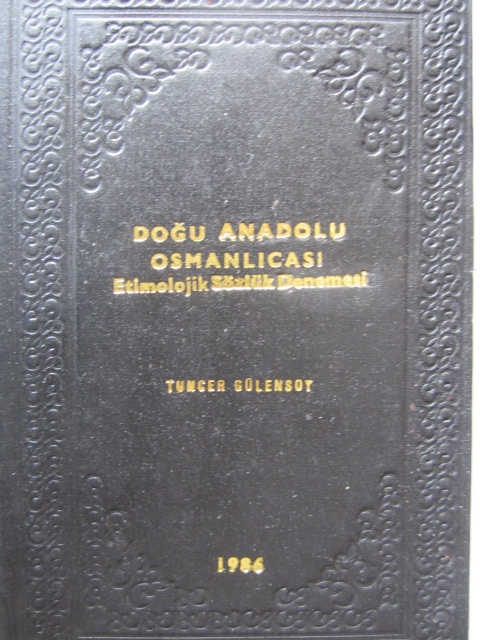 DOĞU ANADOLU
OSMANLICASI
Etimolojik Sözlük Denemesi
TUNCER GÜLENSOY
1986